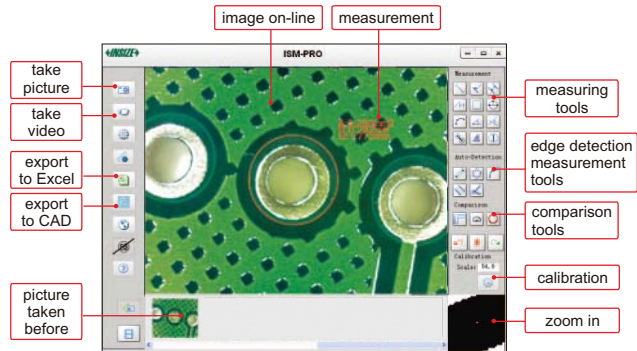 image on-line
measurement
INSIZE
ISM-PRO
take
picture
take
video
export
to Excel
export
to CAD
picture
taken
before
Measurement
measuring
tools
Auto-Detection
edge detection
measurement
tools
Comparison
comparison
tools
Calibration
Scale:
calibration
zoom in